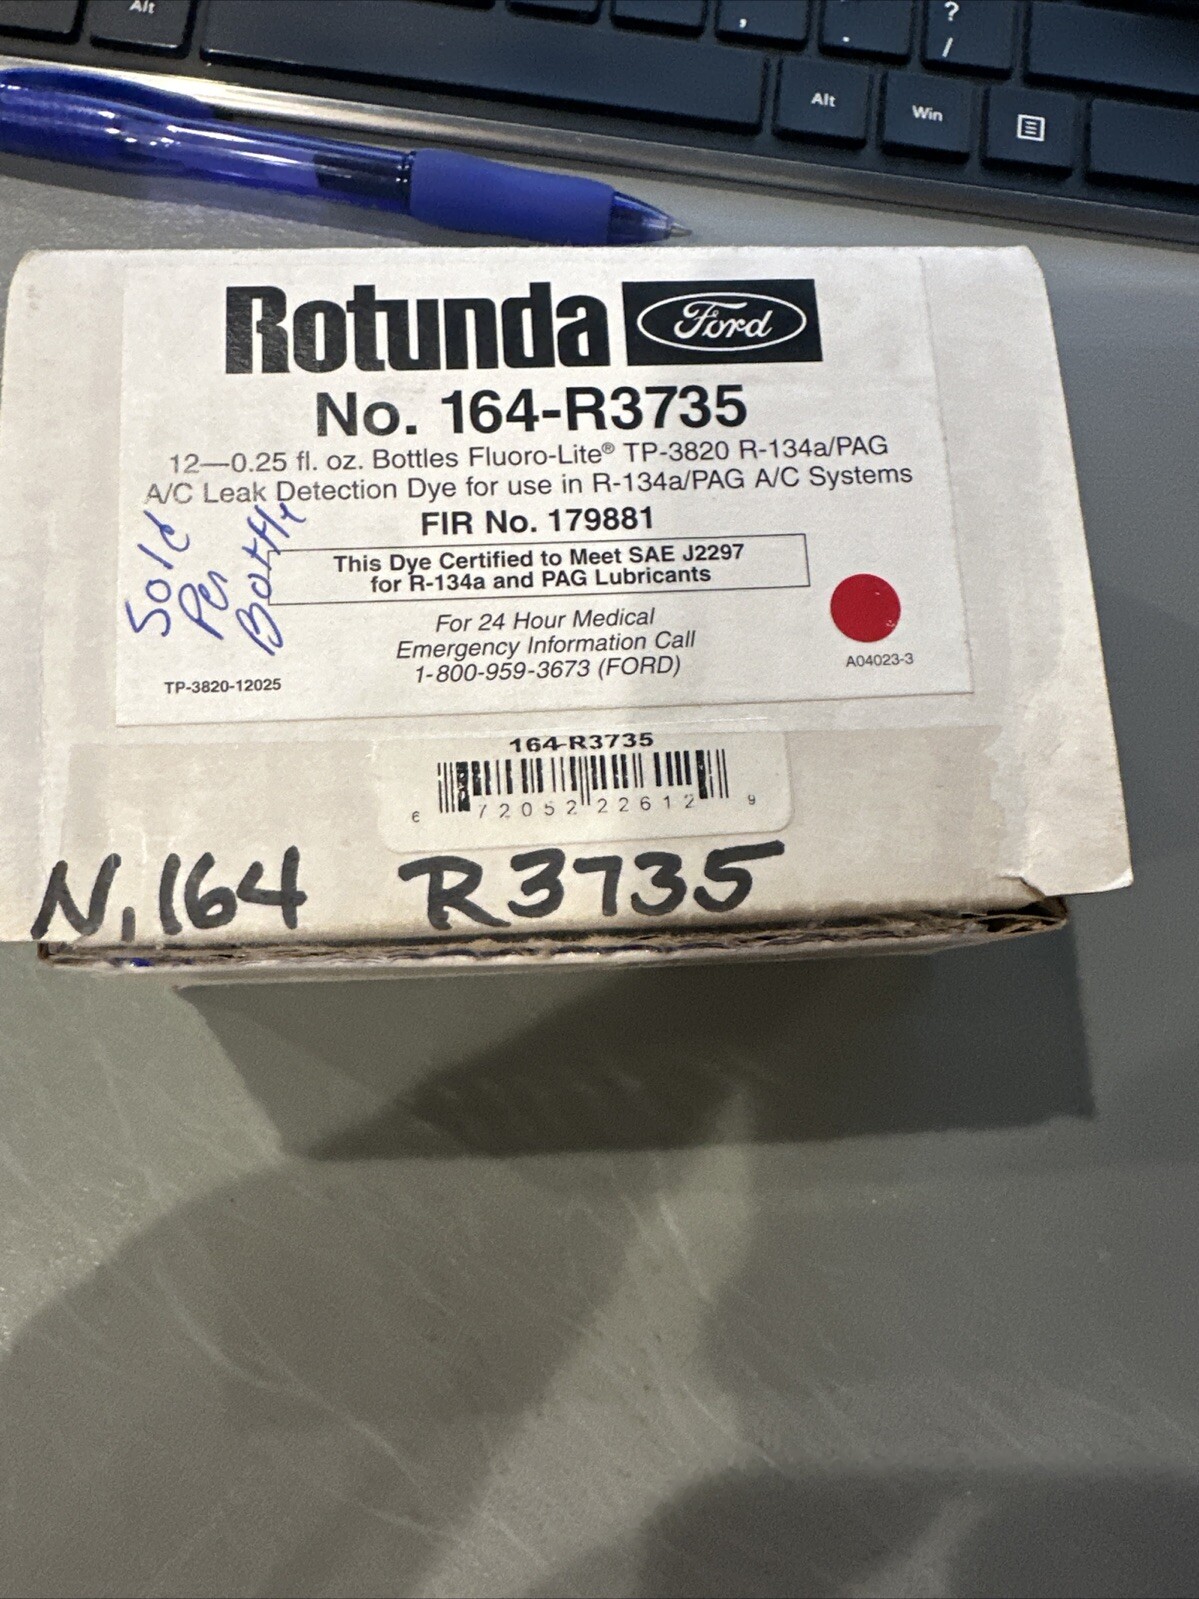 Alt
,
.
?
/
Alt
Win
Rotunda Ford
No. 164-R3735
12—0.25 fl. oz. Bottles Fluoro-Lite® TP-3820 R-134a/PAG
A/C Leak Detection Dye for use in R-134a/PAG A/C Systems
FIR No. 179881
Sold
Per
Bottle
This Dye Certified to Meet SAE J2297
for R-134a and PAG Lubricants
For 24 Hour Medical
Emergency Information Call
1-800-959-3673 (FORD)
TP-3820-12025
A04023-3
164-R3735
6 72052 22612 9
N, 164 R3735